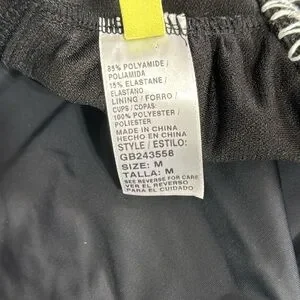 85% POLYAMIDE /
POLIAMIDA
15% ELASTANE /
ELASTANO
LINING / FORRO /
CUPS / COPAS:
100% POLYESTER /
POLIESTER
MADE IN CHINA
HECHO EN CHINA
STYLE / ESTILO:
GB243558
SIZE: M
TALLA: M
SEE REVERSE FOR CARE
VER EL REVERSO
PARA EL CUIDADO